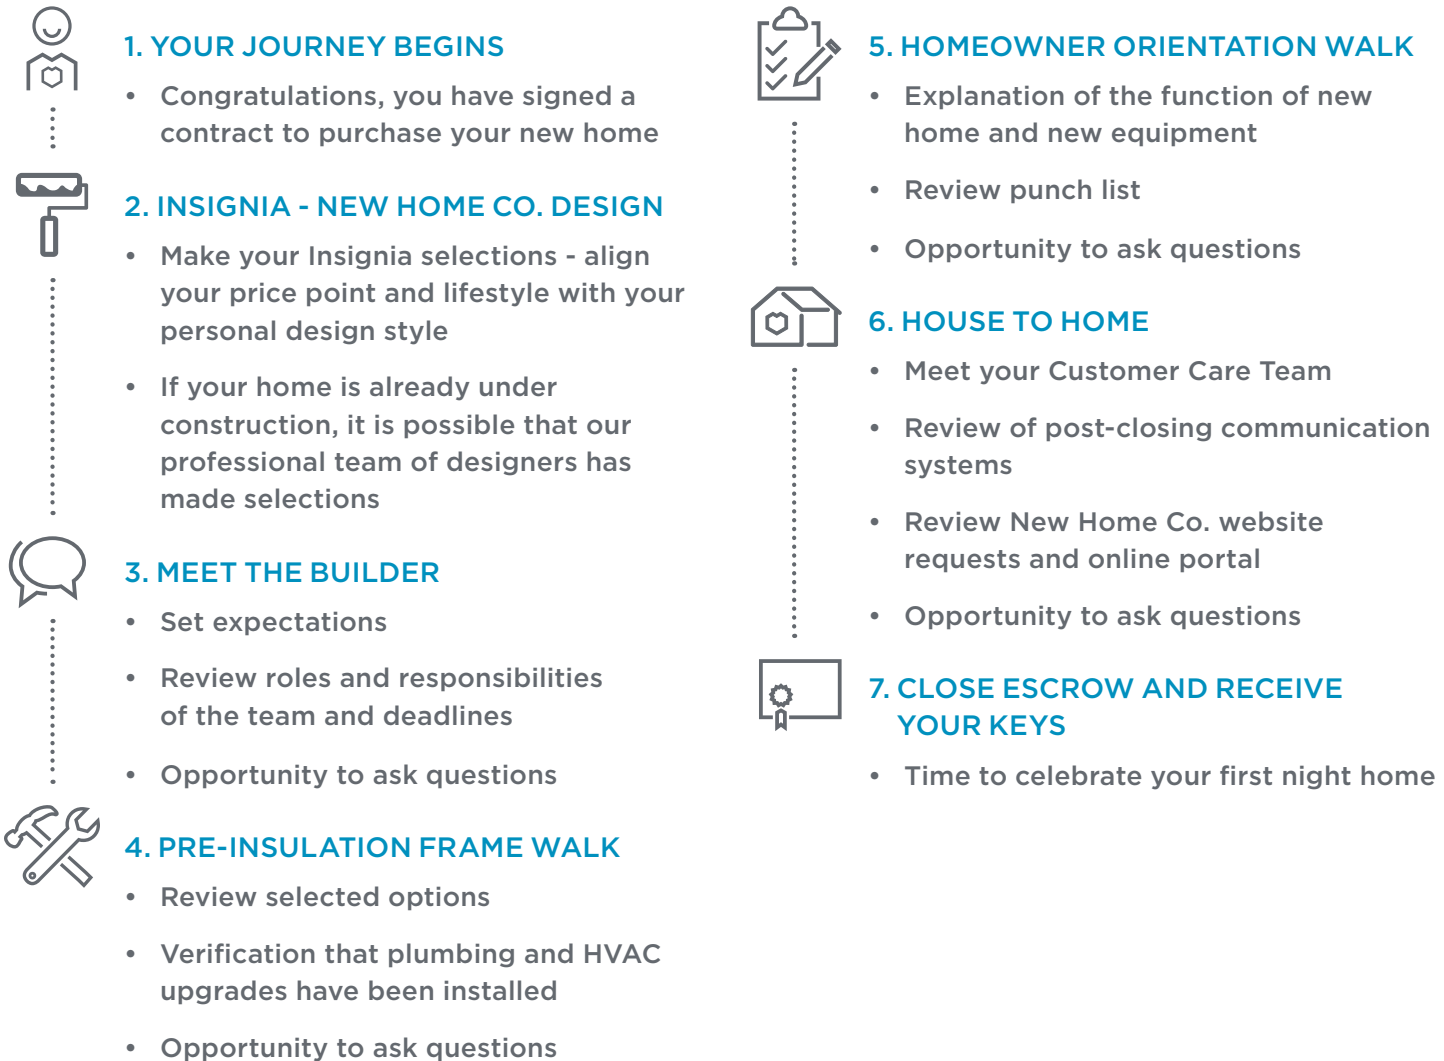 1. YOUR JOURNEY BEGINS
• Congratulations, you have signed a
contract to purchase your new home
2. INSIGNIA - NEW HOME CO. DESIGN
• Make your Insignia selections - align
your price point and lifestyle with your
personal design style
• If your home is already under
construction, it is possible that our
professional team of designers has
made selections
3. MEET THE BUILDER
• Set expectations
• Review roles and responsibilities
of the team and deadlines
• Opportunity to ask questions
4. PRE-INSULATION FRAME WALK
• Review selected options
• Verification that plumbing and HVAC
upgrades have been installed
• Opportunity to ask questions
5. HOMEOWNER ORIENTATION WALK
• Explanation of the function of new
home and new equipment
• Review punch list
• Opportunity to ask questions
6. HOUSE TO HOME
• Meet your Customer Care Team
• Review of post-closing communication
systems
• Review New Home Co. website
requests and online portal
• Opportunity to ask questions
7. CLOSE ESCROW AND RECEIVE
YOUR KEYS
• Time to celebrate your first night home